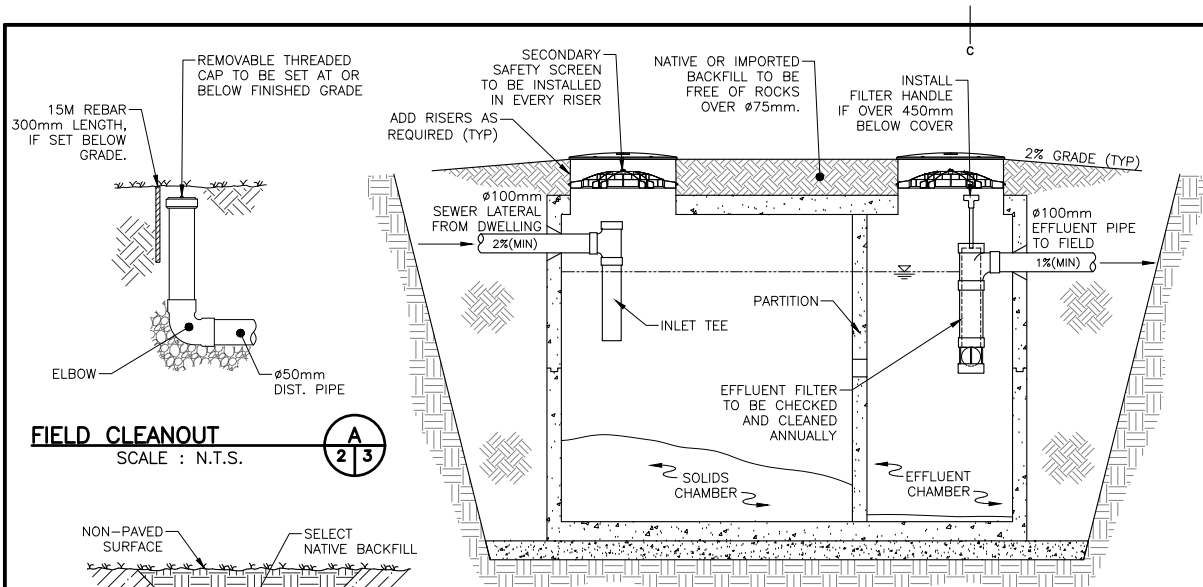 C
REMOVABLE THREADED
CAP TO BE SET AT OR
BELOW FINISHED GRADE
15M REBAR
300mm LENGTH,
IF SET BELOW
GRADE.
ELBOW
ø50mm
DIST. PIPE
FIELD CLEANOUT
SCALE : N.T.S.
A
2 3
NON-PAVED
SURFACE
SELECT
NATIVE BACKFILL
SECONDARY
SAFETY SCREEN
TO BE INSTALLED
IN EVERY RISER
ADD RISERS AS
REQUIRED (TYP)
NATIVE OR IMPORTED
BACKFILL TO BE
FREE OF ROCKS
OVER ø75mm.
INSTALL
FILTER HANDLE
IF OVER 450mm
BELOW COVER
2% GRADE (TYP)
ø100mm
SEWER LATERAL
FROM DWELLING
2%(MIN)
ø100mm
EFFLUENT PIPE
TO FIELD
1%(MIN)
INLET TEE
PARTITION
EFFLUENT FILTER
TO BE CHECKED
AND CLEANED
ANNUALLY
SOLIDS
CHAMBER
EFFLUENT
CHAMBER